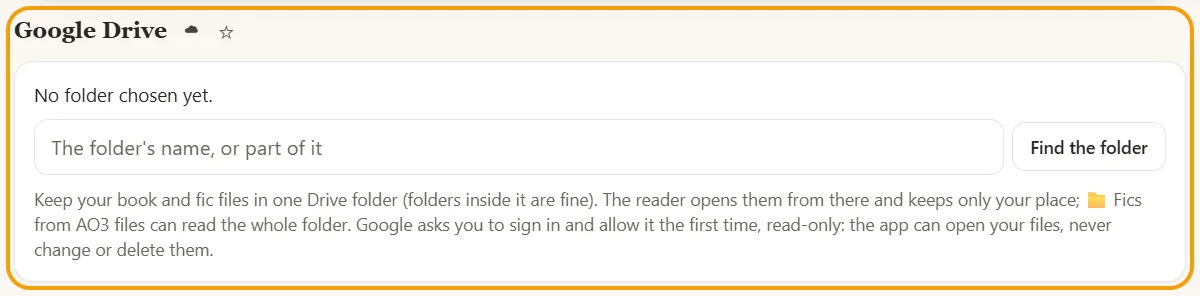 Google Drive ☁ ☆
No folder chosen yet.
The folder's name, or part of it
Find the folder
Keep your book and fic files in one Drive folder (folders inside it are fine). The reader opens them from there and keeps only your place; 📁 Fics
from AO3 files can read the whole folder. Google asks you to sign in and allow it the first time, read-only: the app can open your files, never
change or delete them.